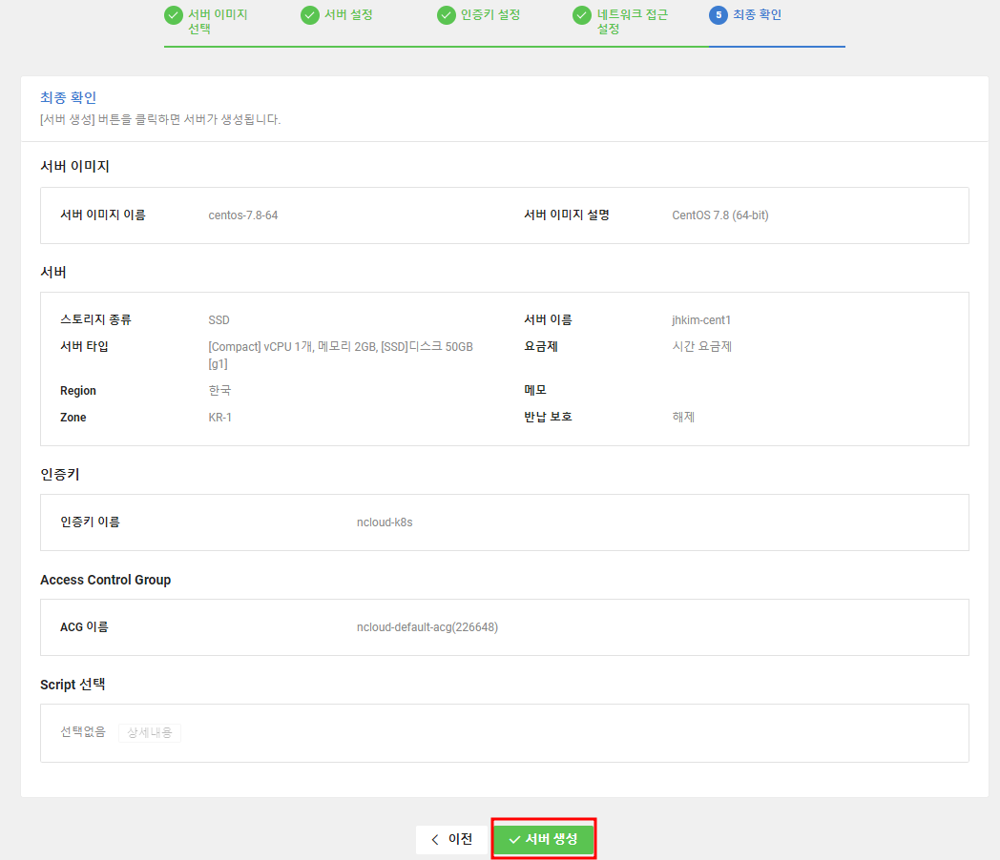 서버 이미지
선택
서버 설정
인증키 설정
네트워크 접근
설정
5 최종 확인
최종 확인
[서버 생성] 버튼을 클릭하면 서버가 생성됩니다.
서버 이미지
서버 이미지 이름 centos-7.8-64 서버 이미지 설명 CentOS 7.8 (64-bit)
서버
스토리지 종류 SSD 서버 이름 jhkim-cent1
서버 타입 [Compact] vCPU 1개, 메모리 2GB, [SSD]디스크 50GB 요금제 시간 요금제
[g1]
Region 한국 메모
Zone KR-1 반납 보호 해제
인증키
인증키 이름 ncloud-k8s
Access Control Group
ACG 이름 ncloud-default-acg(226648)
Script 선택
선택없음 상세내용
이전 서버 생성